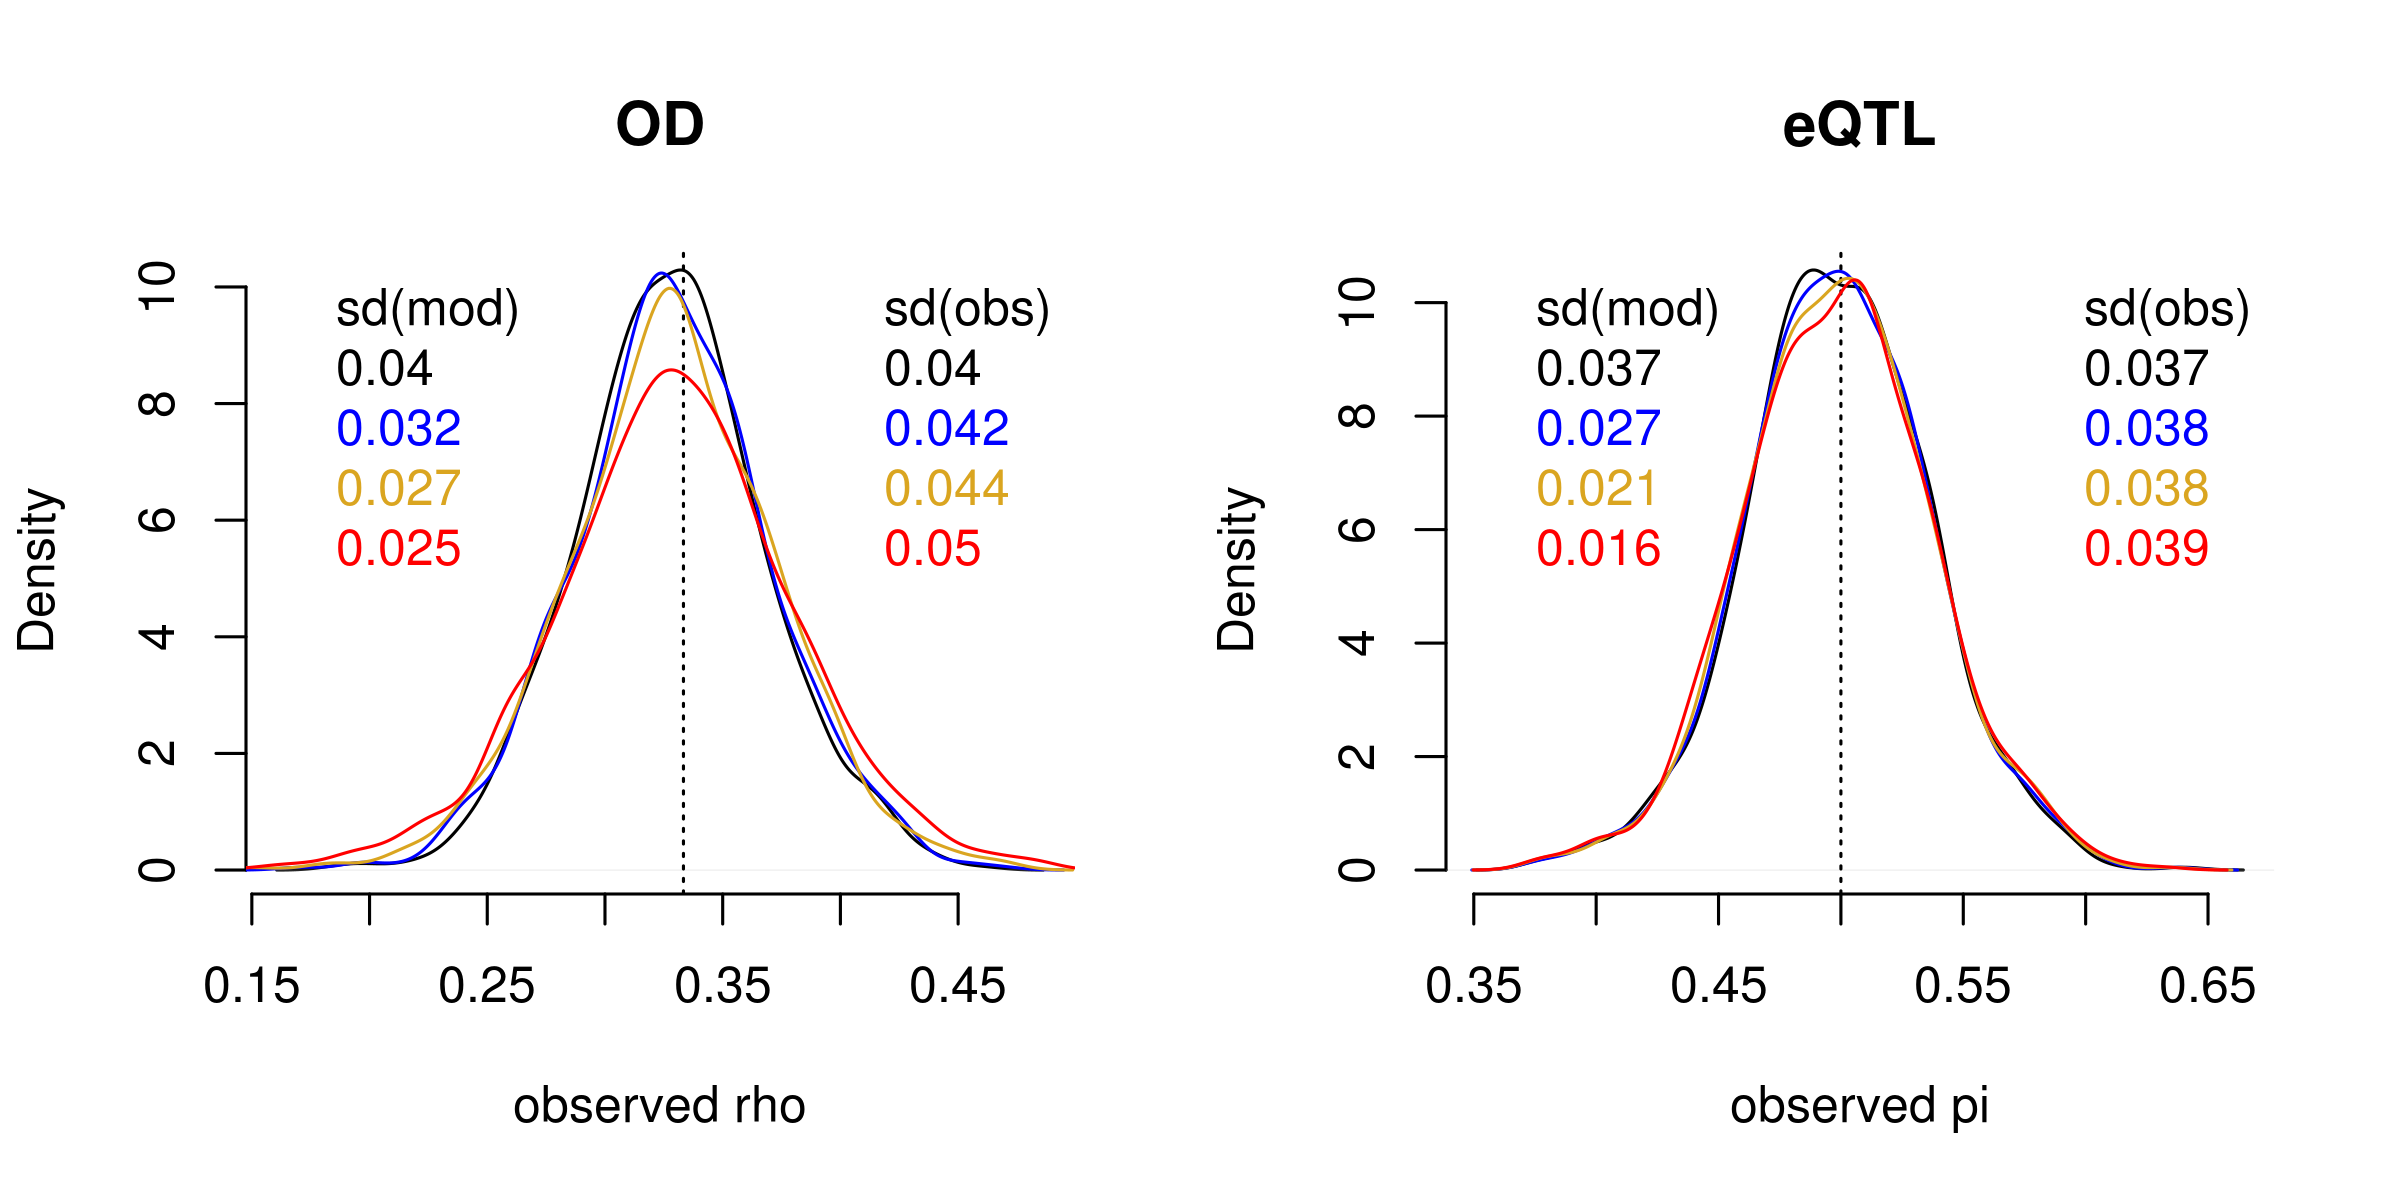 OD
sd(mod) sd(obs)
0.04 0.04
0.032 0.042
0.027 0.044
0.025 0.05
Density
0 2 4 6 8 10
0.15 0.25 0.35 0.45
observed rho
eQTL
sd(mod) sd(obs)
0.037 0.037
0.027 0.038
0.021 0.038
0.016 0.039
Density
0 2 4 6 8 10
0.35 0.45 0.55 0.65
observed pi